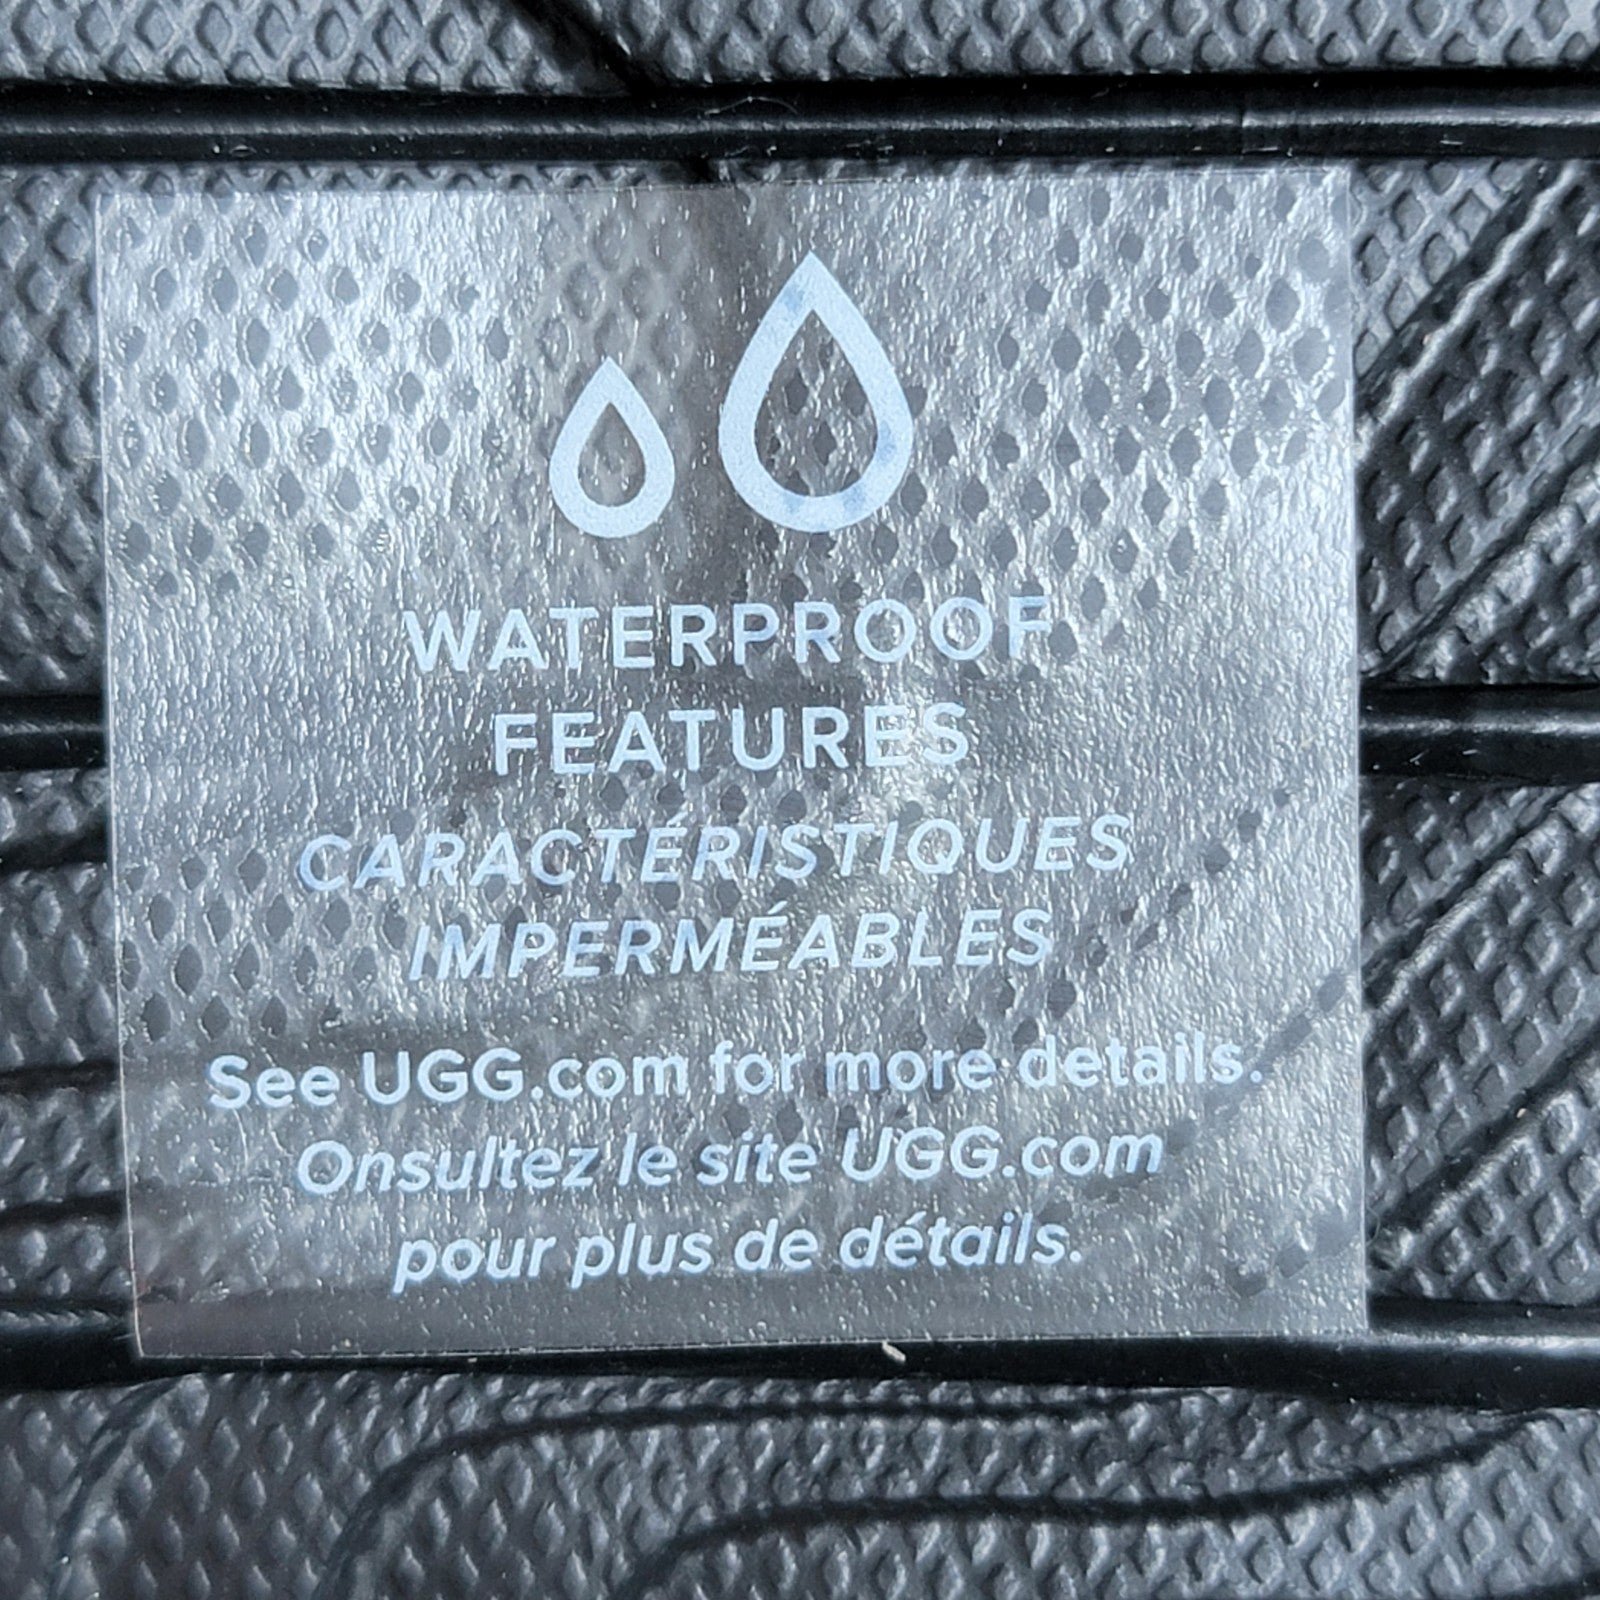 WATERPROOF
FEATURES
CARACTÉRISTIQUES
IMPERMÉABLES
See UGG.com for more details.
Onsultez le site UGG.com
pour plus de détails.